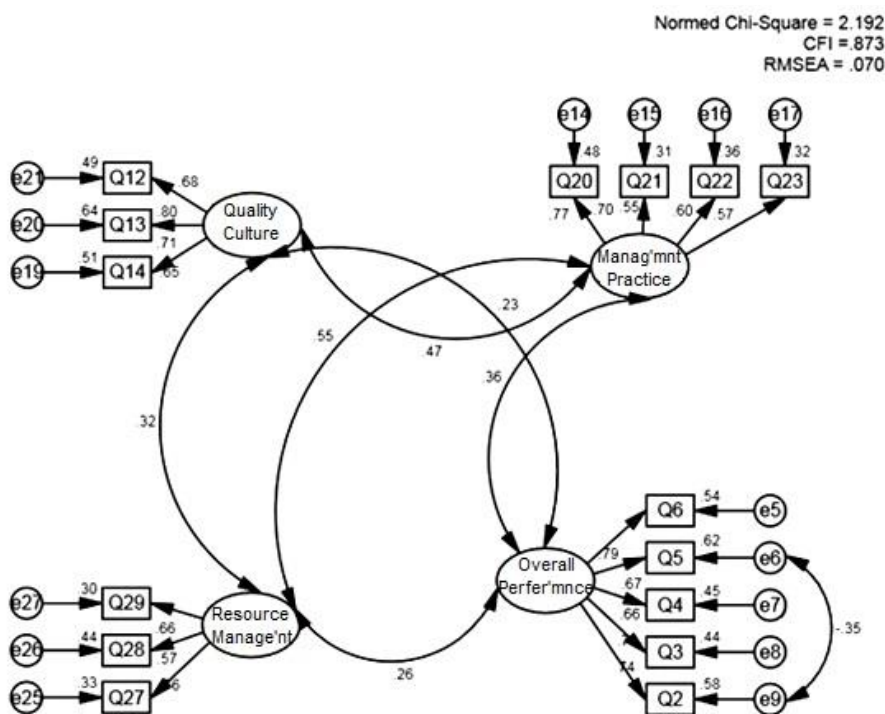 Normed Chi-Square = 2.192
CFI =.873
RMSEA = .070
e14 e15 e16 e17
.48 .31 .36 .32
Q20 Q21 Q22 Q23
.77 .70 .55 .60 .57
Manag'mnt
Practice
.49
e21 Q12
.68
.64
e20 Q13
.80
Quality
Culture
.71
.51
e19 Q14
.65
.23
.55
.47
.36
.32
.54
Q6 e5
.79
.62
Q5 e6
Overall
Perfer'mnce
.67
.45
Q4 e7
.66
-.35
.44
Q3 e8
.74
.58
Q2 e9
.30
e27 Q29
.66
Resource
Manage'nt
.44
e26 Q28
.57
.33
e25 Q27
.26